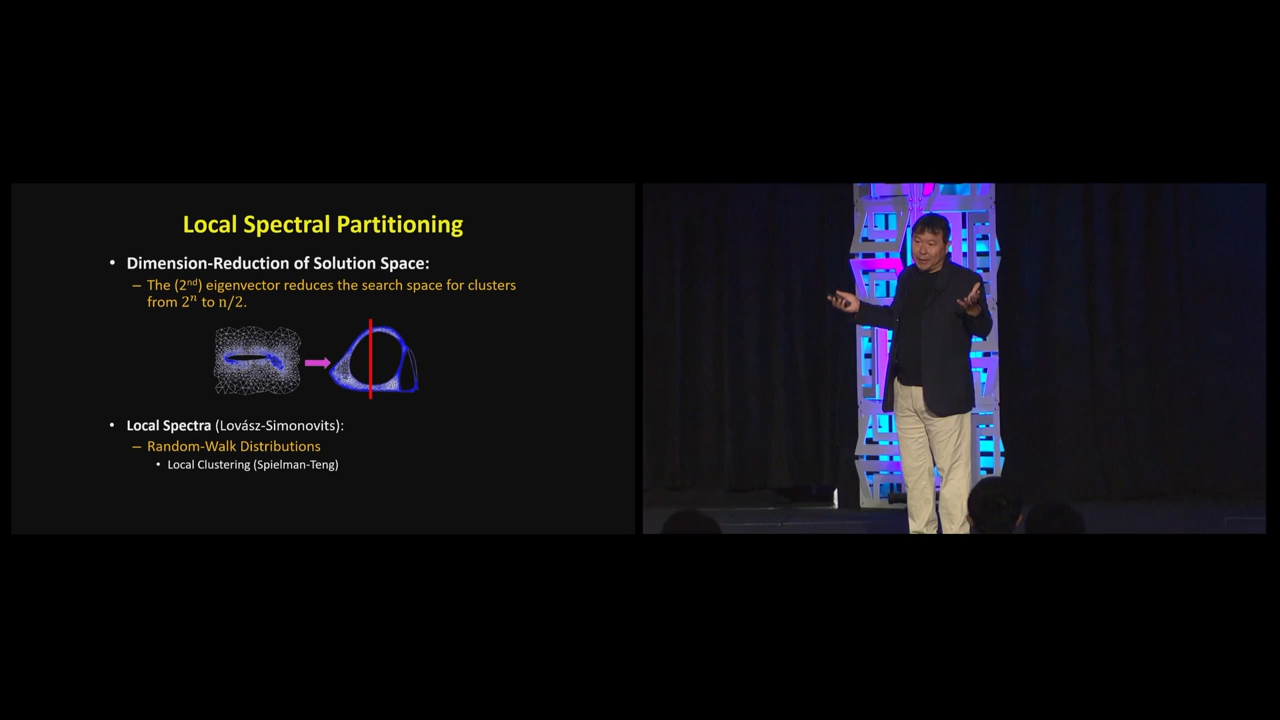 Local Spectral Partitioning
• Dimension-Reduction of Solution Space:
– The (2nd) eigenvector reduces the search space for clusters
from 2^n to n/2.
• Local Spectra (Lovász-Simonovits):
– Random-Walk Distributions
• Local Clustering (Spielman-Teng)